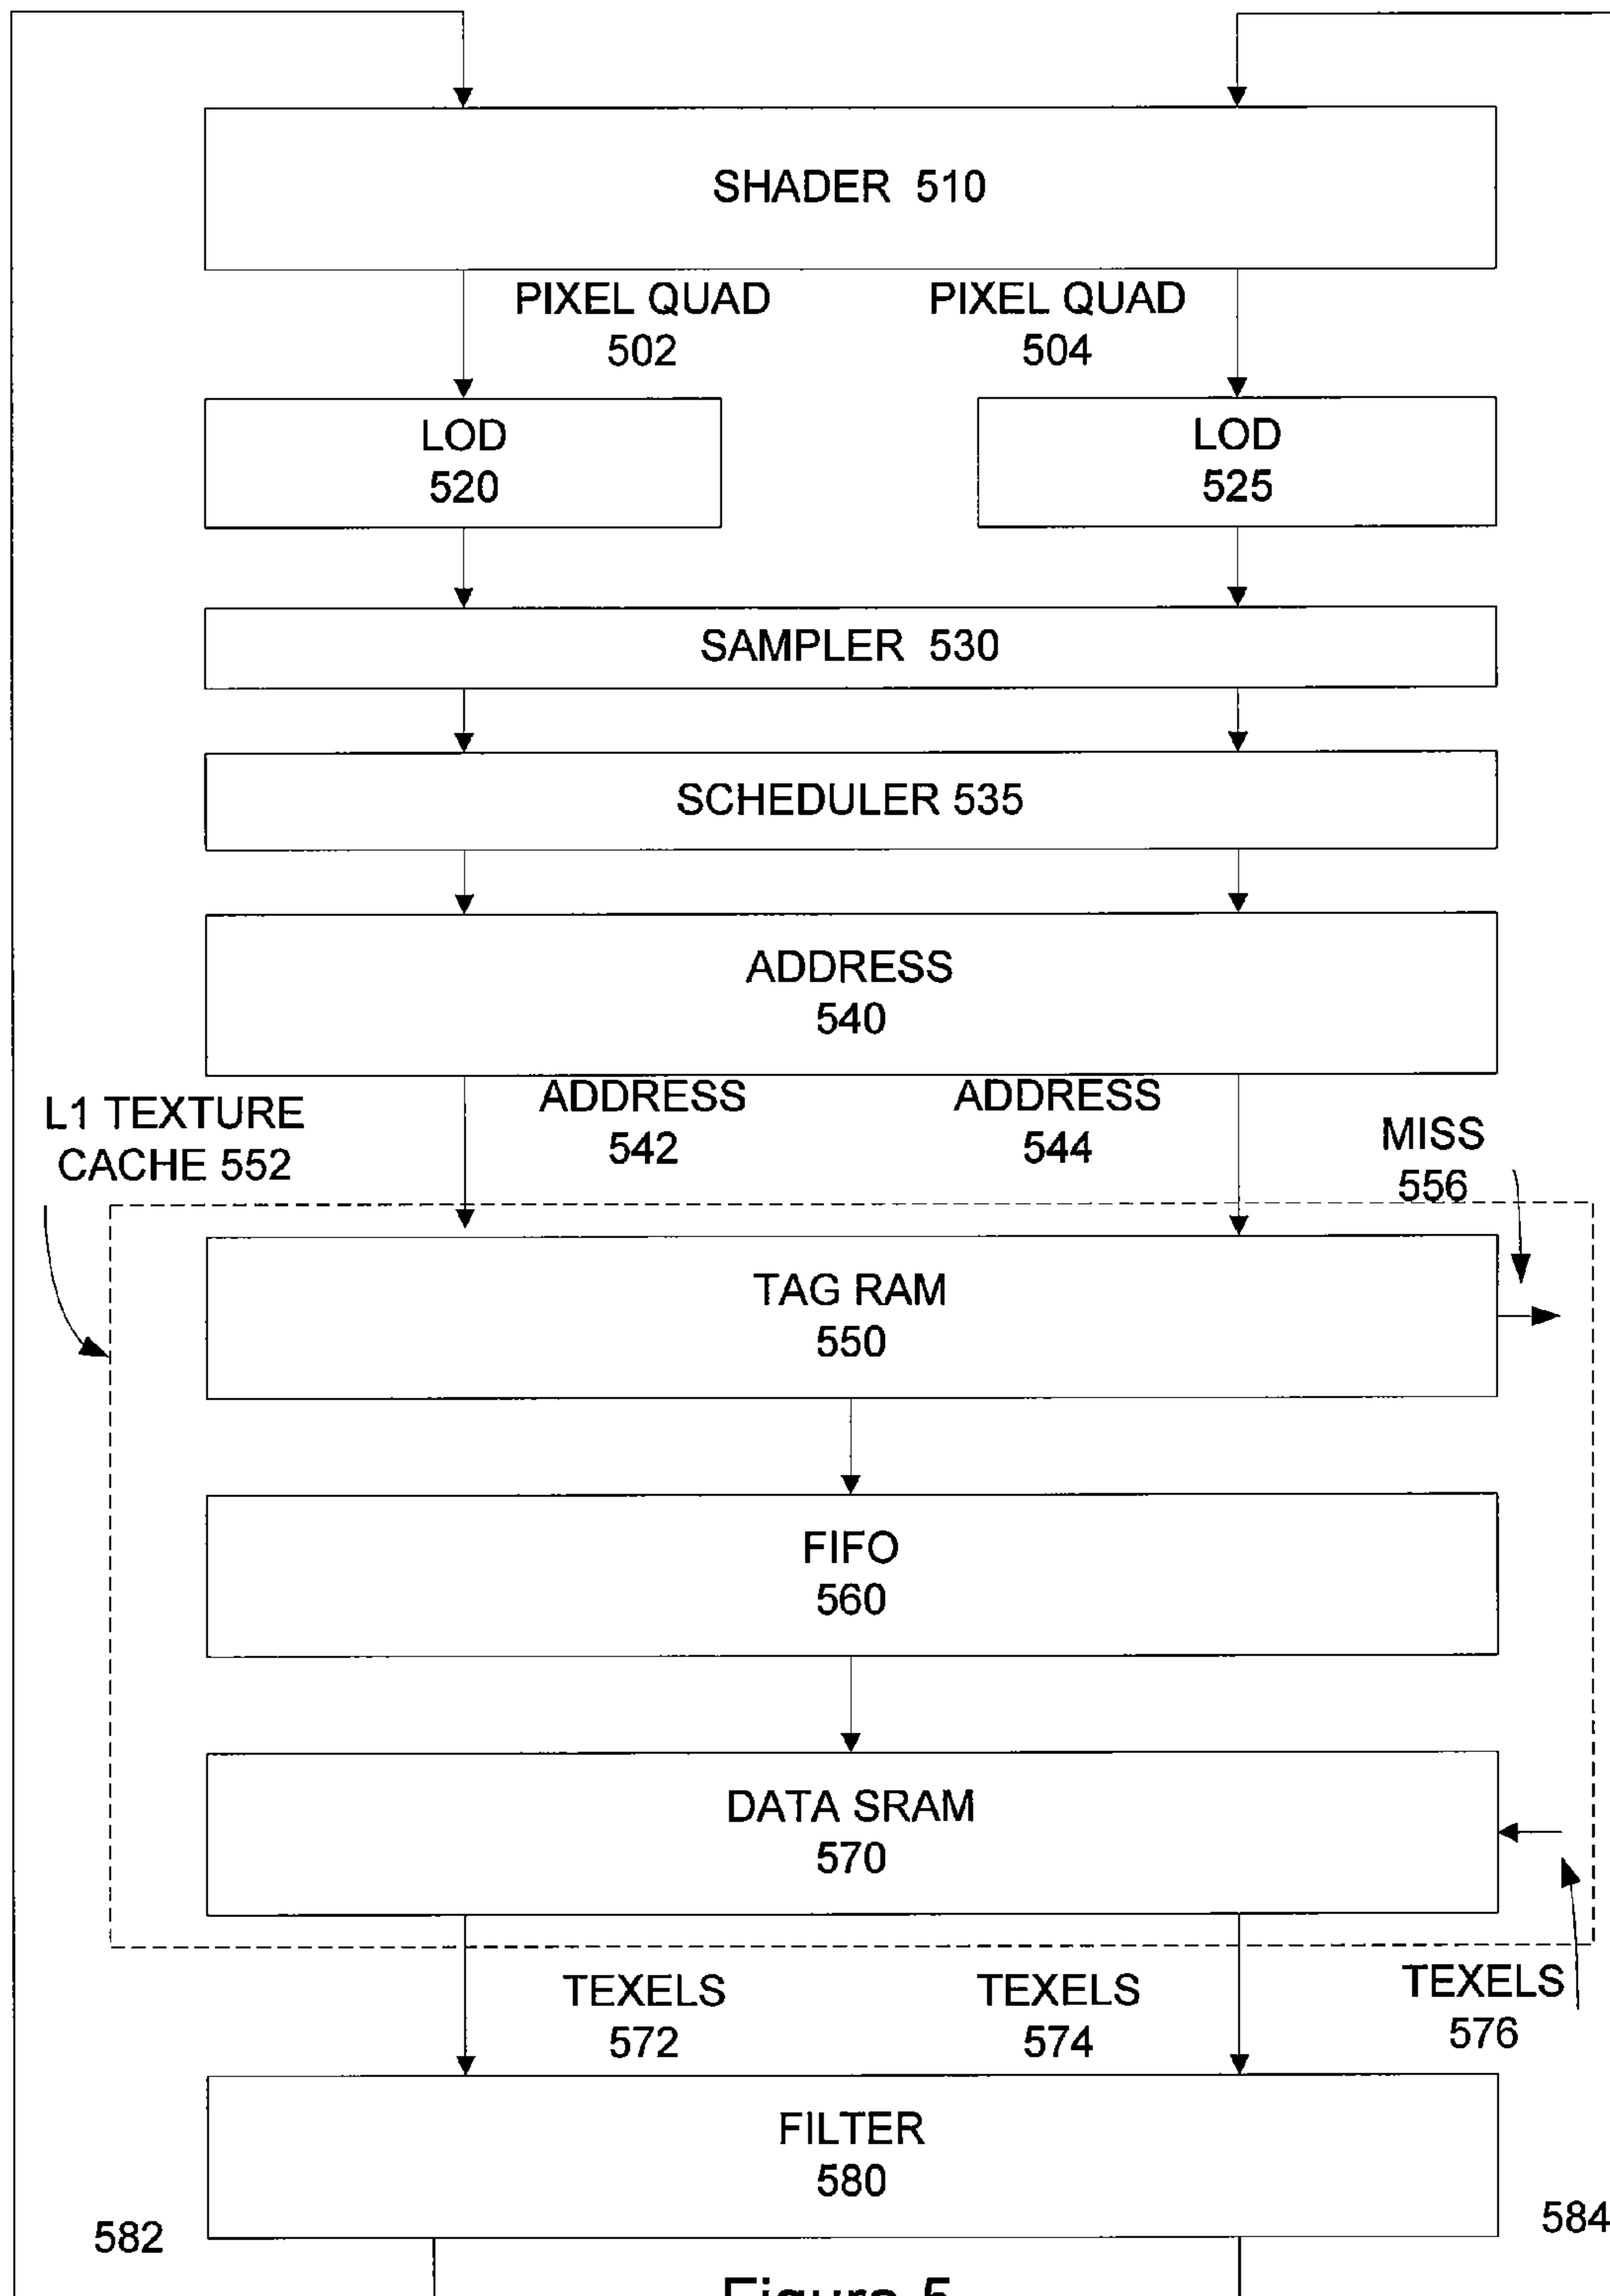 SHADER 510
PIXEL QUAD
502
PIXEL QUAD
504
LOD
520
LOD
525
SAMPLER 530
SCHEDULER 535
ADDRESS
540
L1 TEXTURE
CACHE 552
ADDRESS
542
ADDRESS
544
MISS
556
TAG RAM
550
FIFO
560
DATA SRAM
570
TEXELS
572
TEXELS
574
TEXELS
576
FILTER
580
582
584
Figure 5